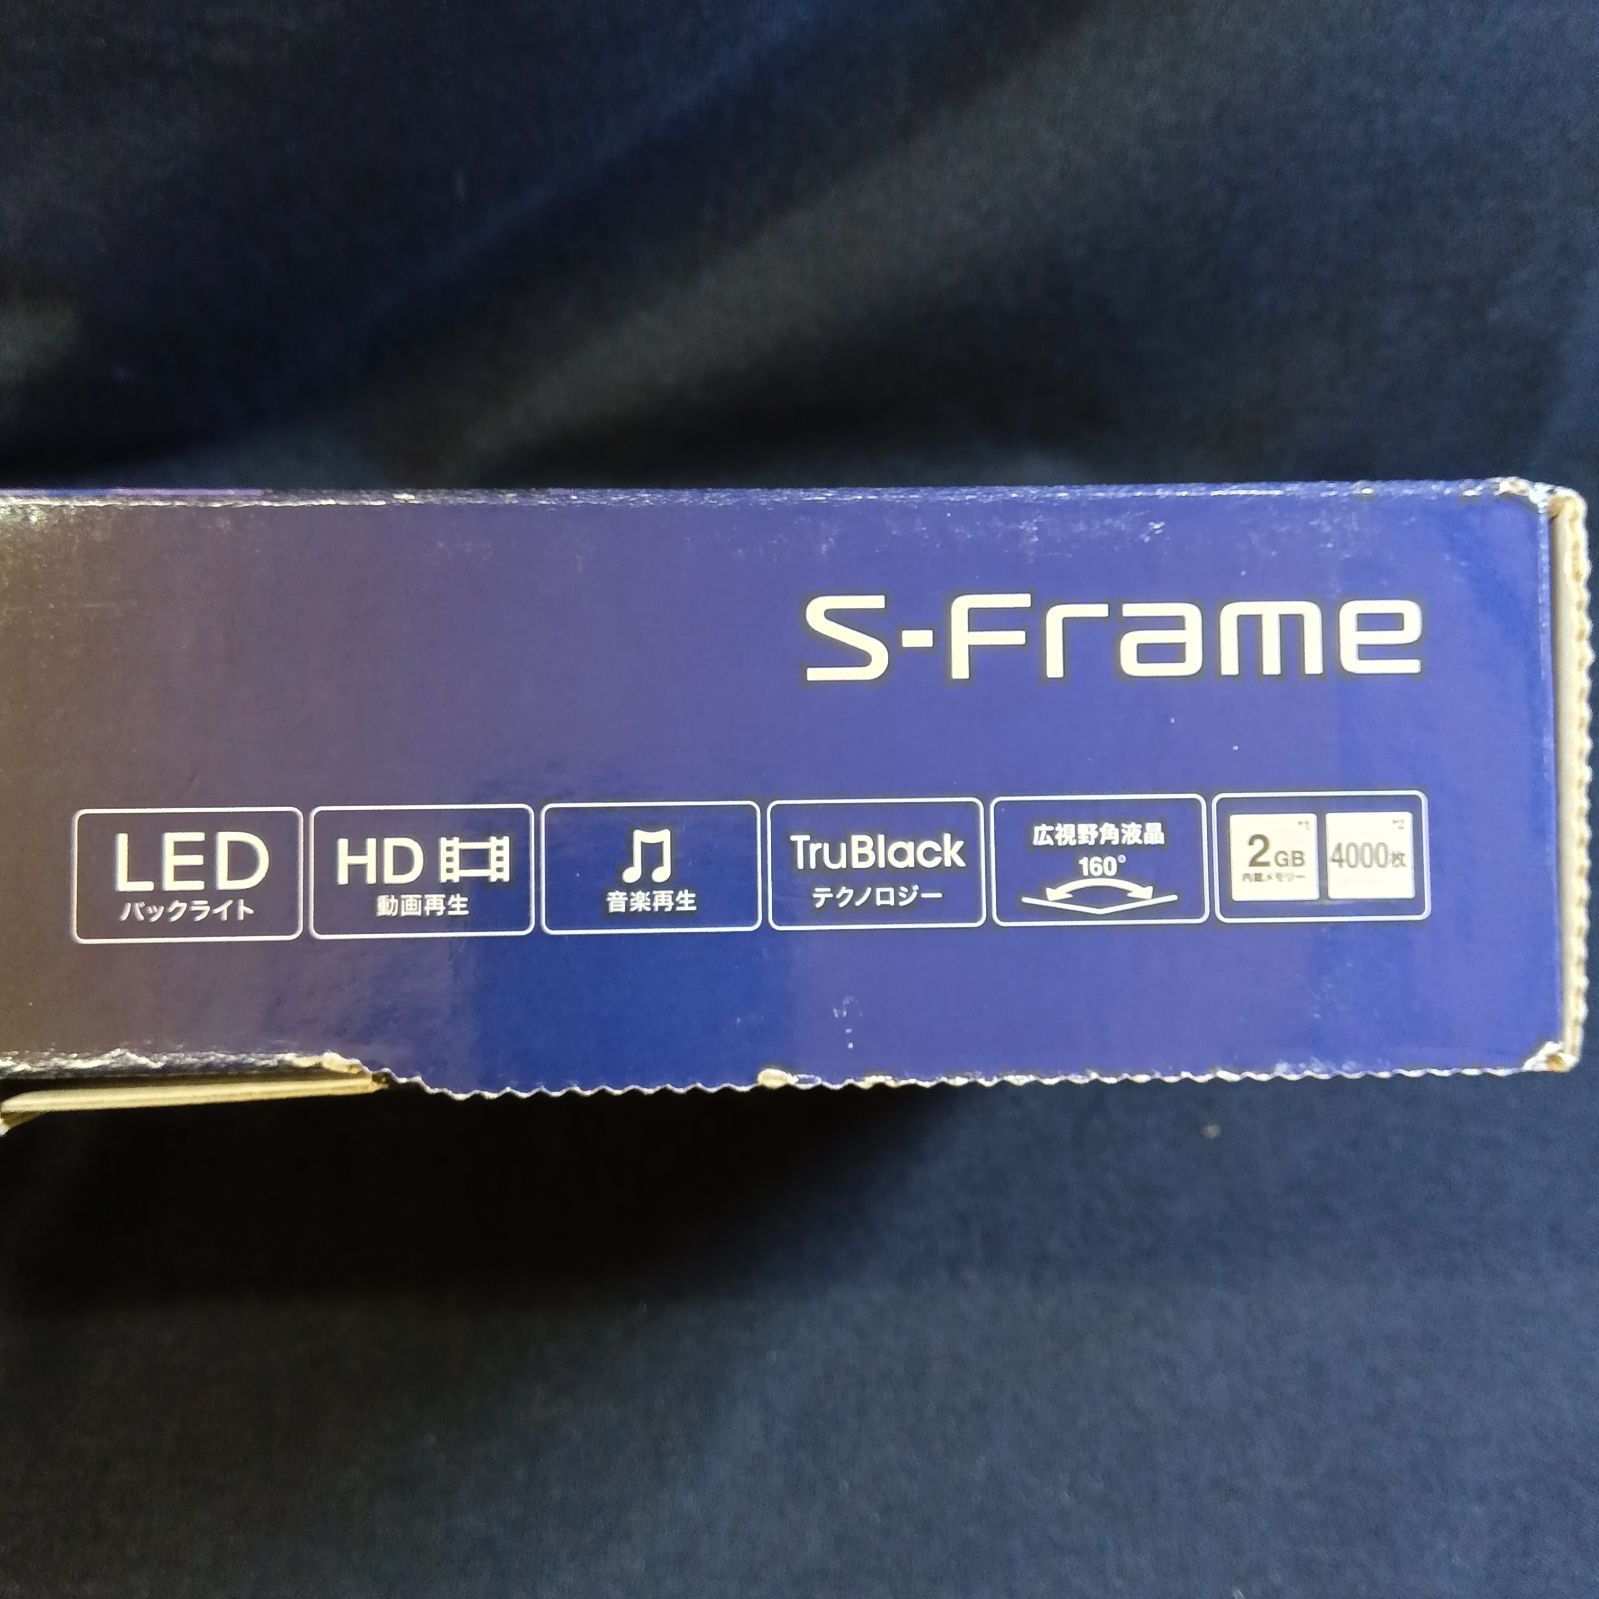 S-Frame
LED
バックライト
HD
動画再生
音楽再生
TruBlack
テクノロジー
広視野角液晶
160°
2GB
内蔵メモリー
4000枚